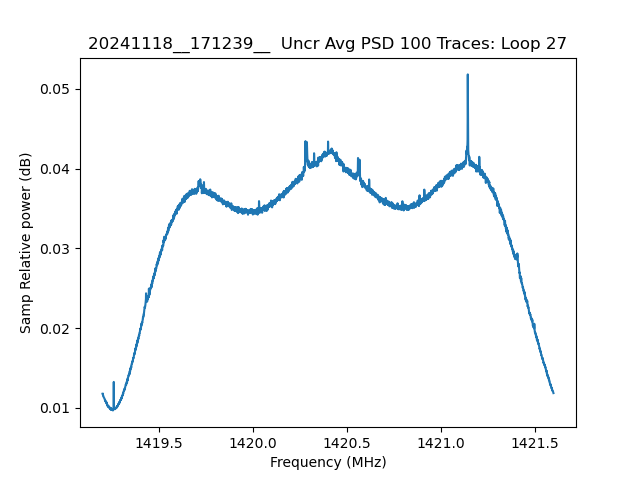 20241118__171239__  Uncr Avg PSD 100 Traces: Loop 27
0.05
0.04
0.03
0.02
0.01
Samp Relative power (dB)
1419.5 1420.0 1420.5 1421.0 1421.5
Frequency (MHz)